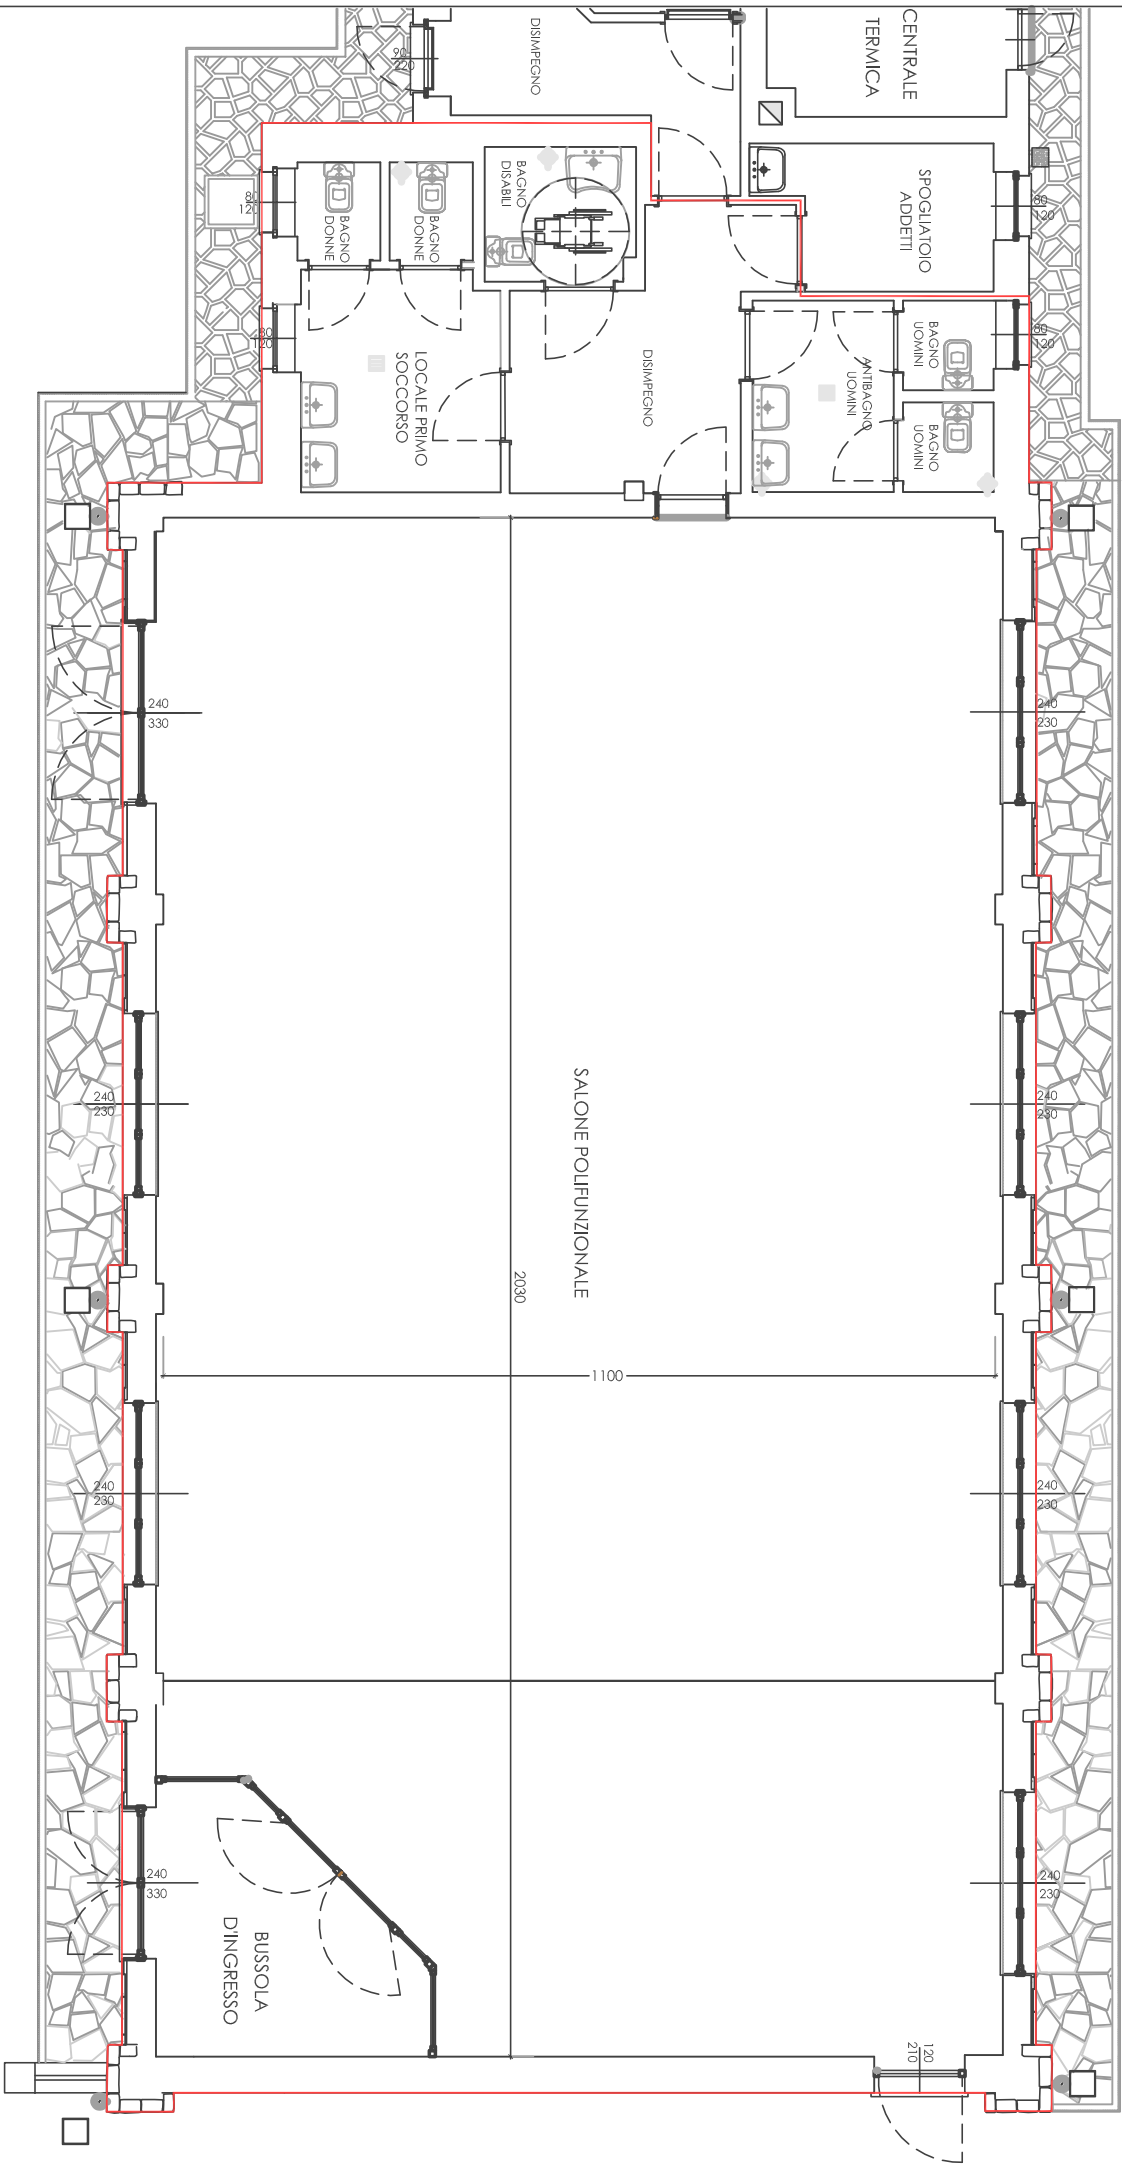 DISIMPEGNO
CENTRALE
TERMICA
90
220
BAGNO
DONNE
BAGNO
DONNE
BAGNO
DISABILI
SPOGLIATOIO
ADDETTI
80
120
80
120
80
120
80
120
LOCALE PRIMO
SOCCORSO
DISIMPEGNO
ANTIBAGNO
UOMINI
BAGNO
UOMINI
BAGNO
UOMINI
240
330
240
230
SALONE POLIFUNZIONALE
240
230
240
230
2030
1100
240
230
240
230
240
330
240
230
BUSSOLA
D'INGRESSO
120
210